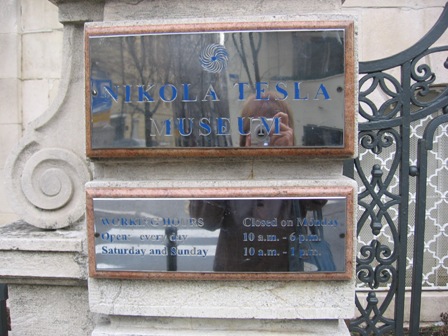 NIKOLA TESLA
MUSEUM
WORKING HOURS Closed on Monday
Open: every day 10 a.m. - 6 p.m.
Saturday and Sunday 10 a.m. - 1 p.m.